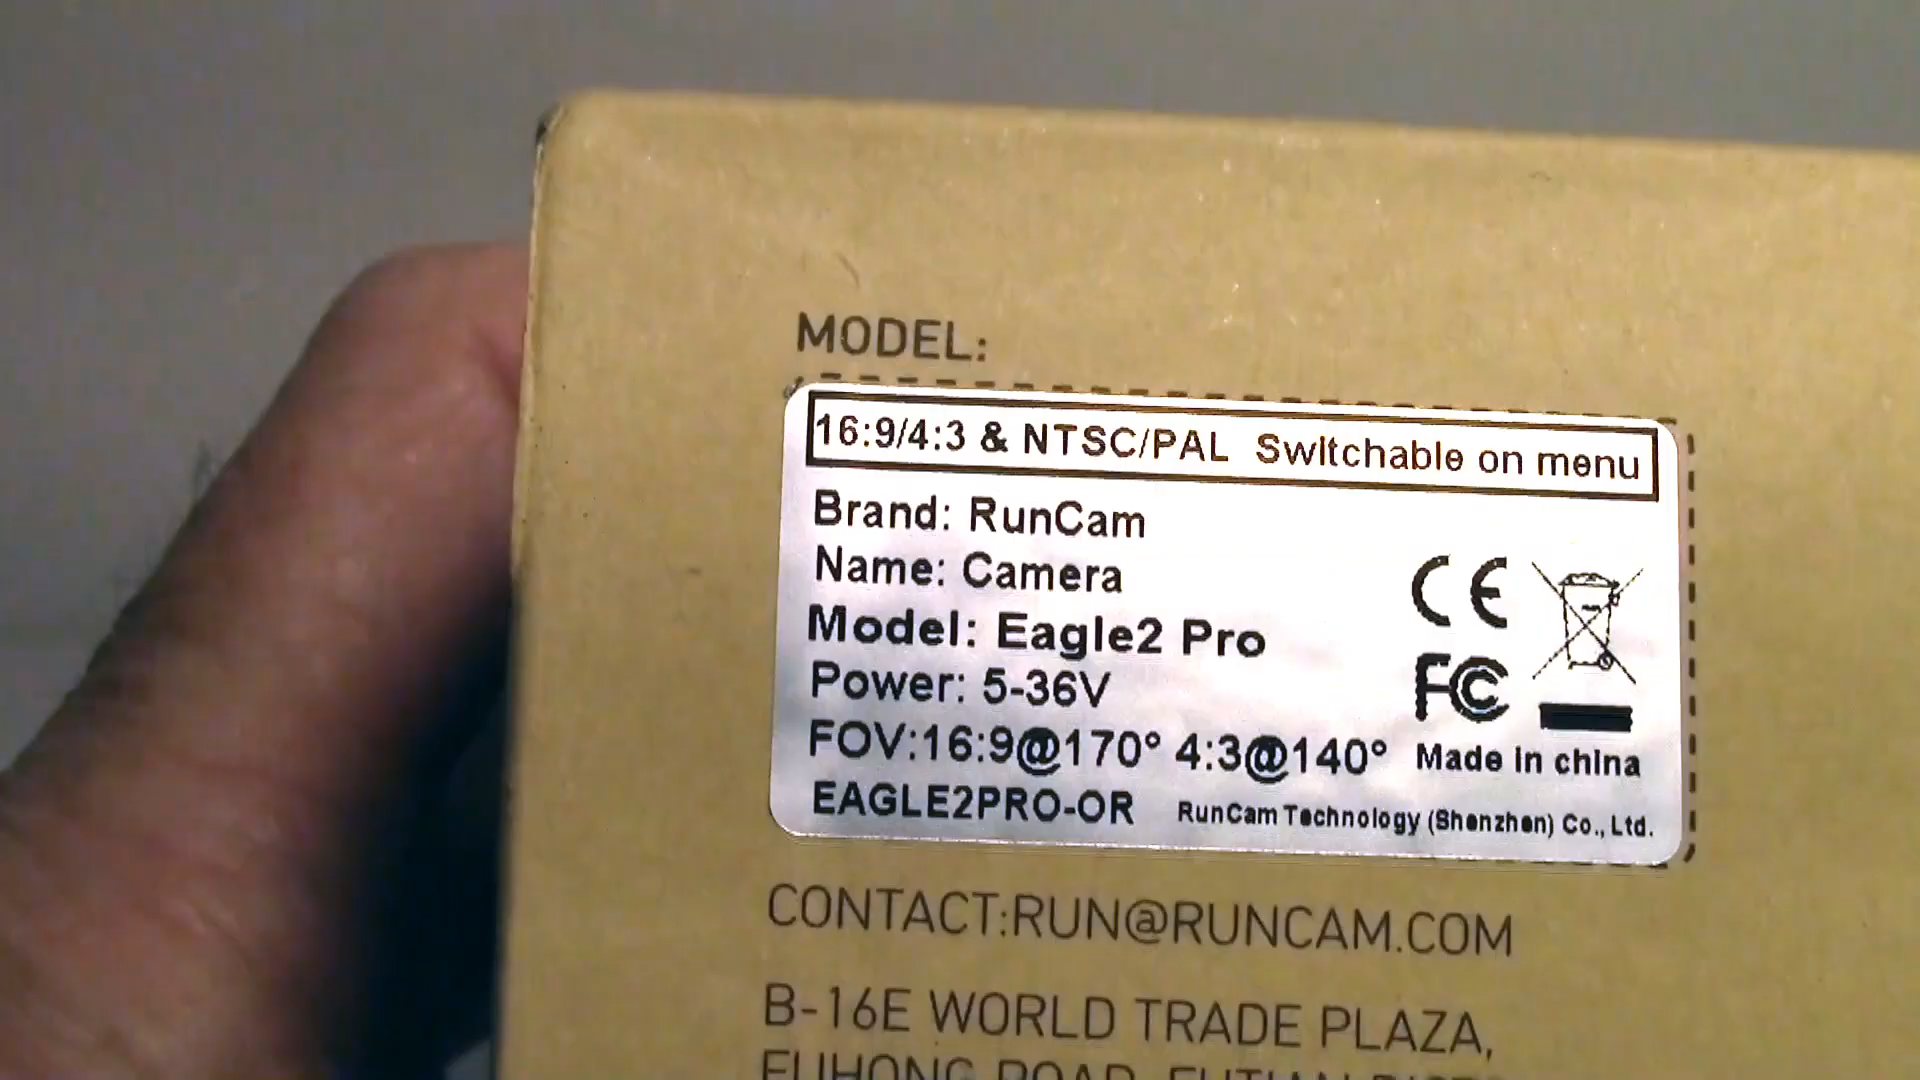 MODEL:
16:9/4:3 & NTSC/PAL Switchable on menu
Brand: RunCam
Name: Camera
Model: Eagle2 Pro
Power: 5-36V
FOV:16:9@170° 4:3@140°
CE
FC
Made in china
EAGLE2PRO-OR
RunCam Technology (Shenzhen) Co., Ltd.
CONTACT:RUN@RUNCAM.COM
B-16E WORLD TRADE PLAZA,
FUHONG ROAD, FUTIAN